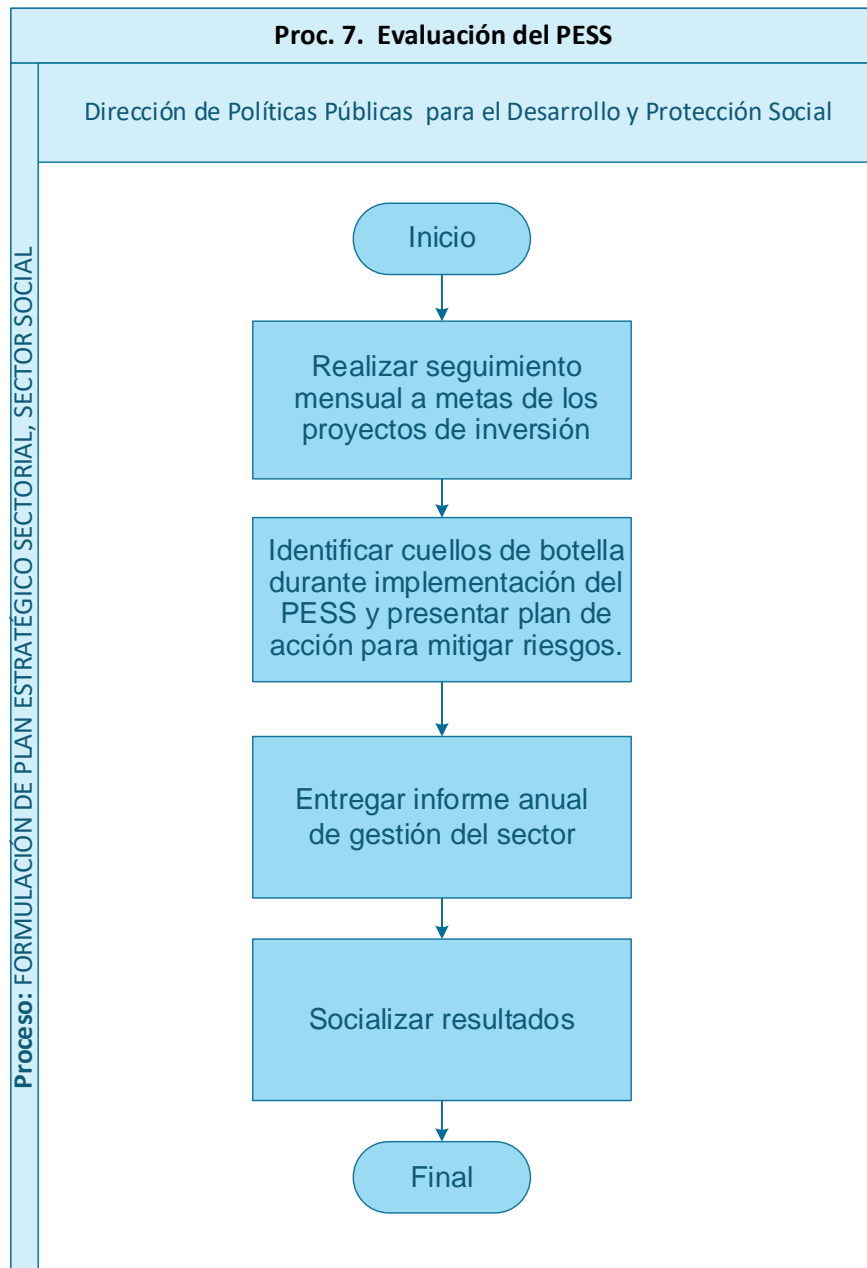 Proc. 7. Evaluación del PESS
Dirección de Políticas Públicas para el Desarrollo y Protección Social
Proceso: FORMULACIÓN DE PLAN ESTRATÉGICO SECTORIAL, SECTOR SOCIAL
Inicio
Realizar seguimiento
mensual a metas de los
proyectos de inversión
Identificar cuellos de botella
durante implementación del
PESS y presentar plan de
acción para mitigar riesgos.
Entregar informe anual
de gestión del sector
Socializar resultados
Final